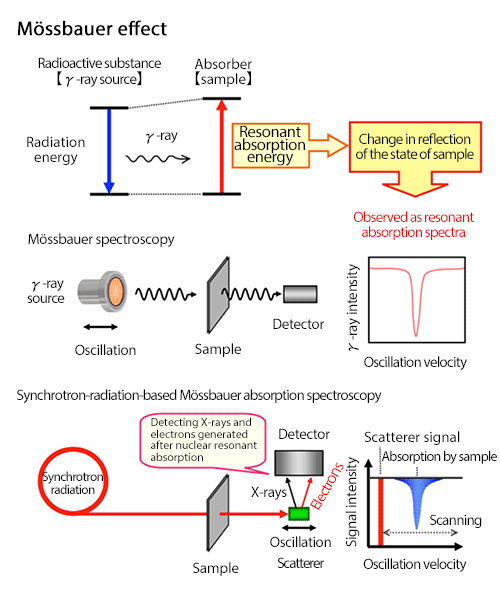 Mössbauer effect
Radioactive substance
【γ-ray source】
Absorber
【sample】
Radiation
energy
γ-ray
Resonant
absorption
energy
Change in reflection
of the state of sample
Observed as resonant
absorption spectra
Mössbauer spectroscopy
γ-ray
source
Oscillation
Sample
Detector
γ-ray intensity
Oscillation velocity
Synchrotron-radiation-based Mössbauer absorption spectroscopy
Detecting X-rays and
electrons generated
after nuclear resonant
absorption
Detector
Synchrotron
radiation
X-rays
Electrons
Sample
Oscillation
Scatterer
Scatterer signal
Absorption by sample
Signal intensity
Scanning
Oscillation velocity